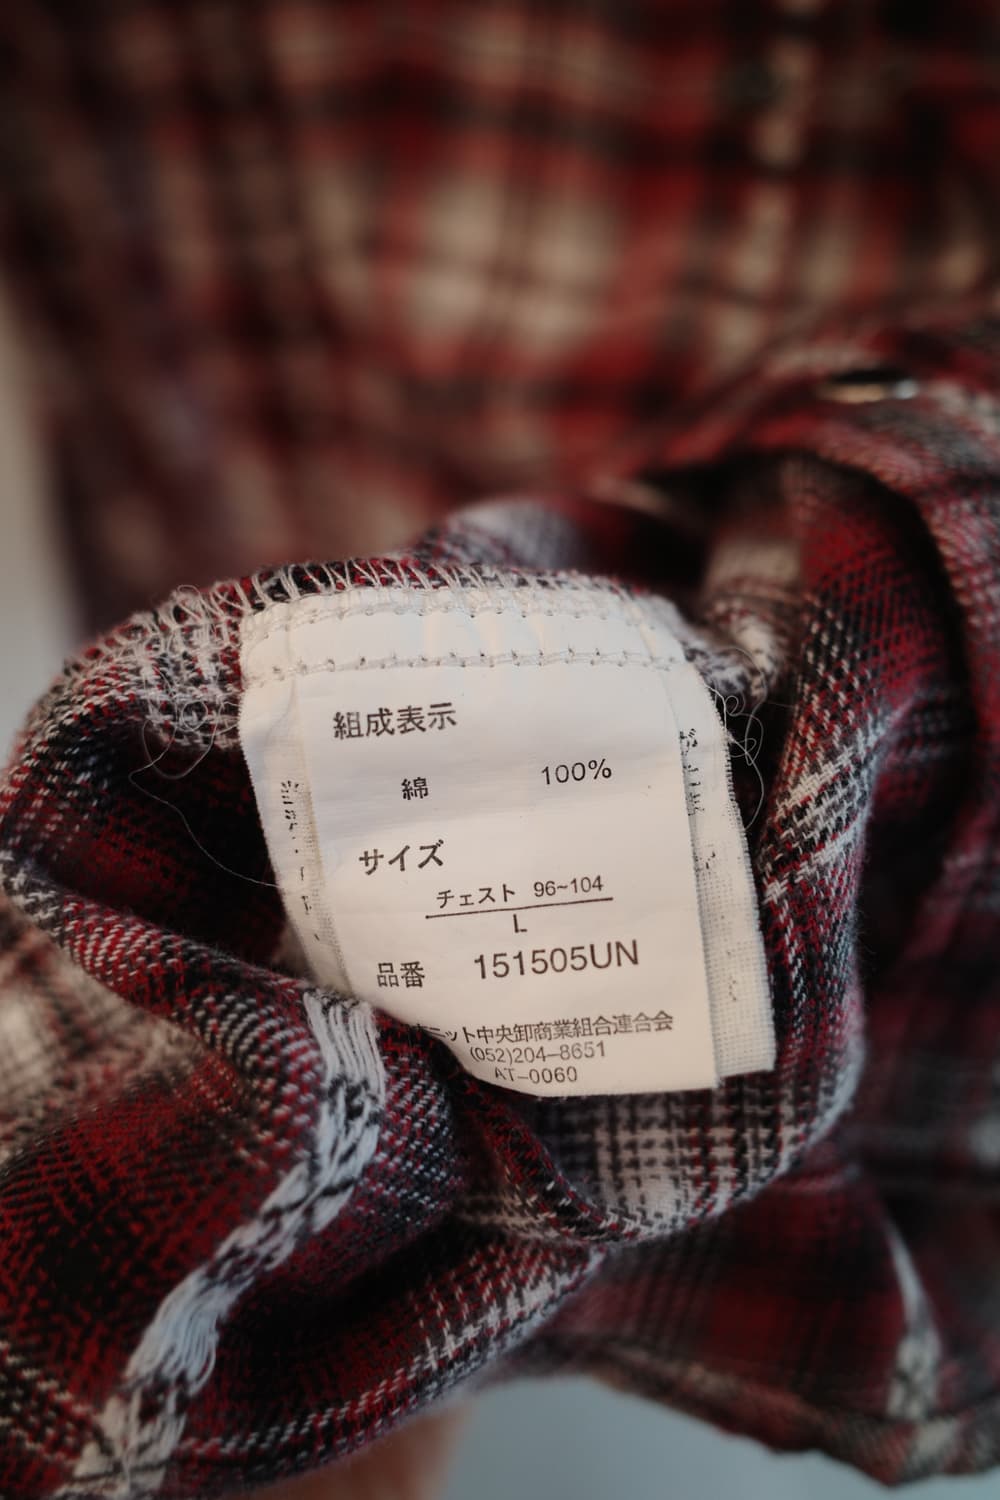 組成表示
綿 100%
サイズ
チェスト 96~104
L
品番 151505UN
ニット中央卸商業組合連合会
(052)204-8651
AT-0060